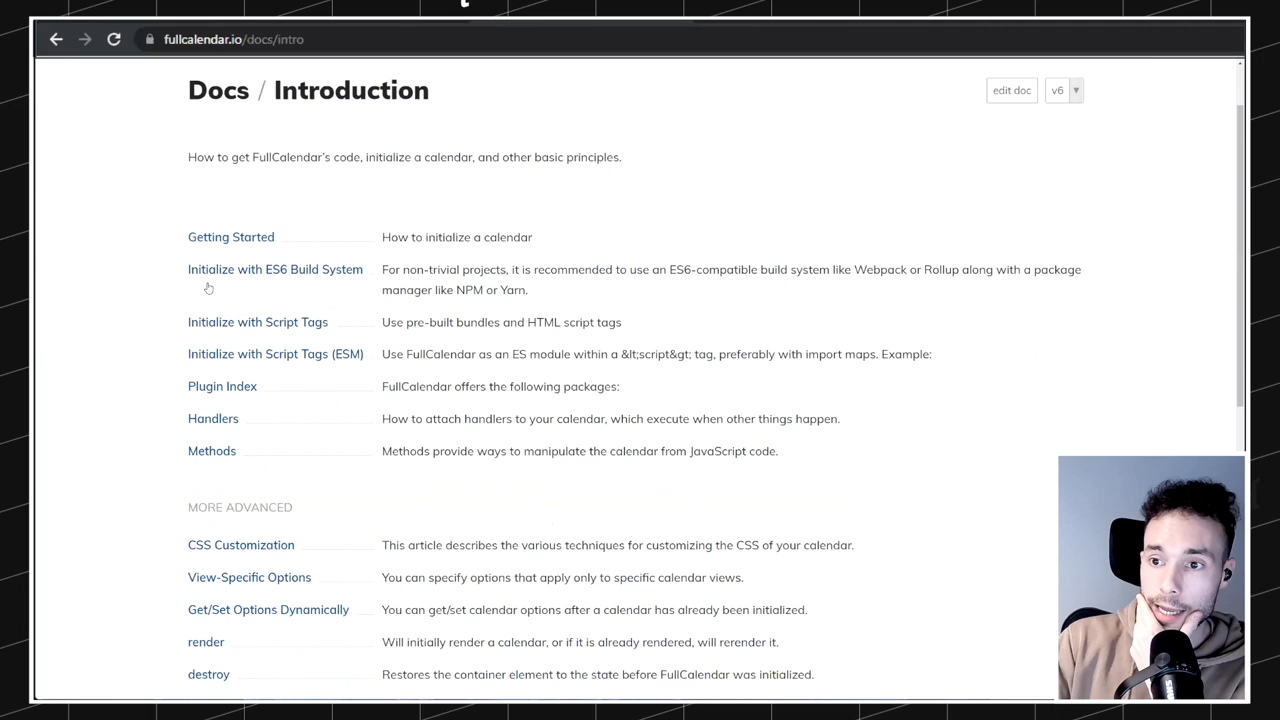 fullcalendar.io/docs/intro
Docs / Introduction
edit doc
v6
How to get FullCalendar's code, initialize a calendar, and other basic principles.
Getting Started
How to initialize a calendar
Initialize with ES6 Build System
For non-trivial projects, it is recommended to use an ES6-compatible build system like Webpack or Rollup along with a package
manager like NPM or Yarn.
Initialize with Script Tags
Use pre-built bundles and HTML script tags
Initialize with Script Tags (ESM)
Use FullCalendar as an ES module within a &lt;script&gt; tag, preferably with import maps. Example:
Plugin Index
FullCalendar offers the following packages:
Handlers
How to attach handlers to your calendar, which execute when other things happen.
Methods
Methods provide ways to manipulate the calendar from JavaScript code.
MORE ADVANCED
CSS Customization
This article describes the various techniques for customizing the CSS of your calendar.
View-Specific Options
You can specify options that apply only to specific calendar views.
Get/Set Options Dynamically
You can get/set calendar options after a calendar has already been initialized.
render
Will initially render a calendar, or if it is already rendered, will rerender it.
destroy
Restores the container element to the state before FullCalendar was initialized.